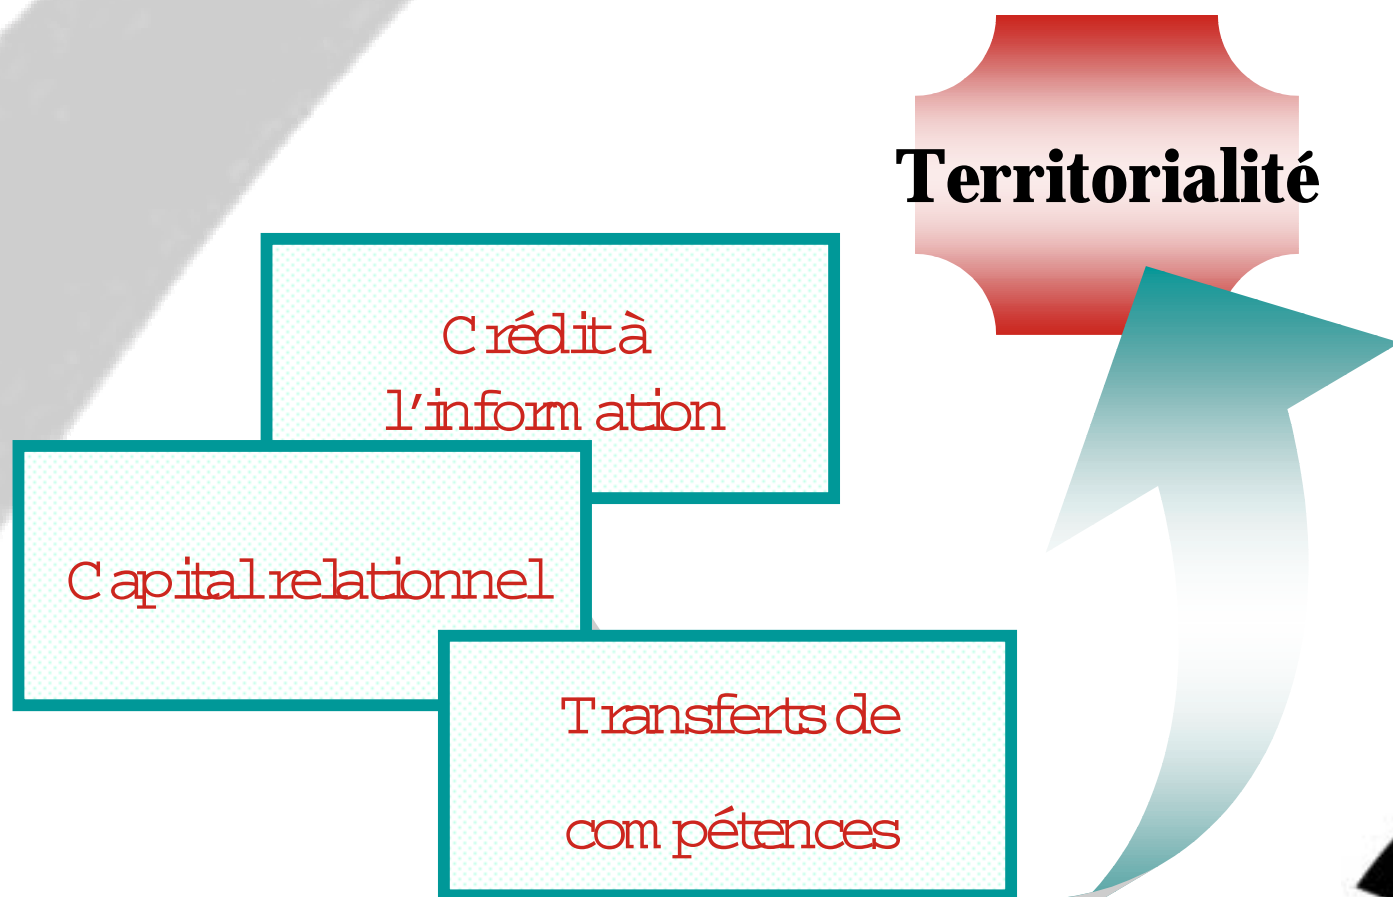 Territorialité
Crédit à
l'information
Capital relationnel
Transferts de
compétences